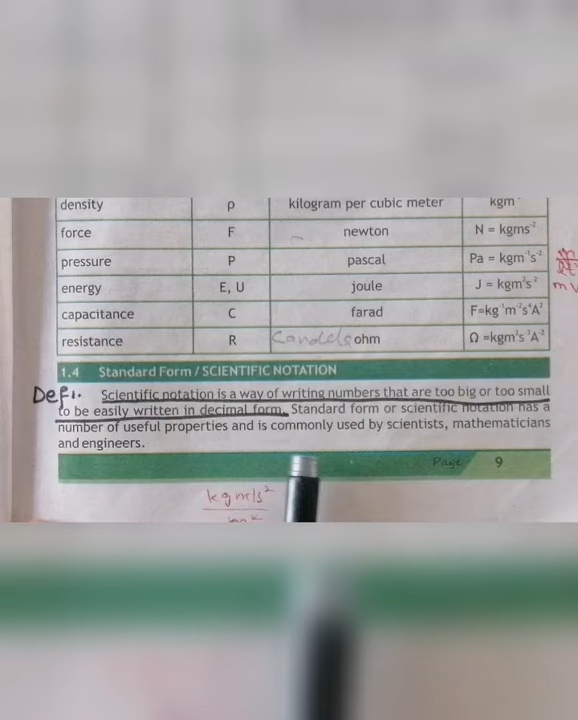 density ρ kilogram per cubic meter kgm⁻
force F newton N = kgms⁻²
pressure P pascal Pa = kgm⁻¹s⁻²
energy E, U joule J = kgm²s⁻²
capacitance C farad F=kg⁻¹m⁻²s⁴A²
resistance R Candels ohm Ω =kgm²s⁻³A⁻²
1.4 Standard Form / SCIENTIFIC NOTATION
Def:. Scientific notation is a way of writing numbers that are too big or too small
to be easily written in decimal form. Standard form or scientific notation has a
number of useful properties and is commonly used by scientists, mathematicians
and engineers.
Page 9
kgm/s²